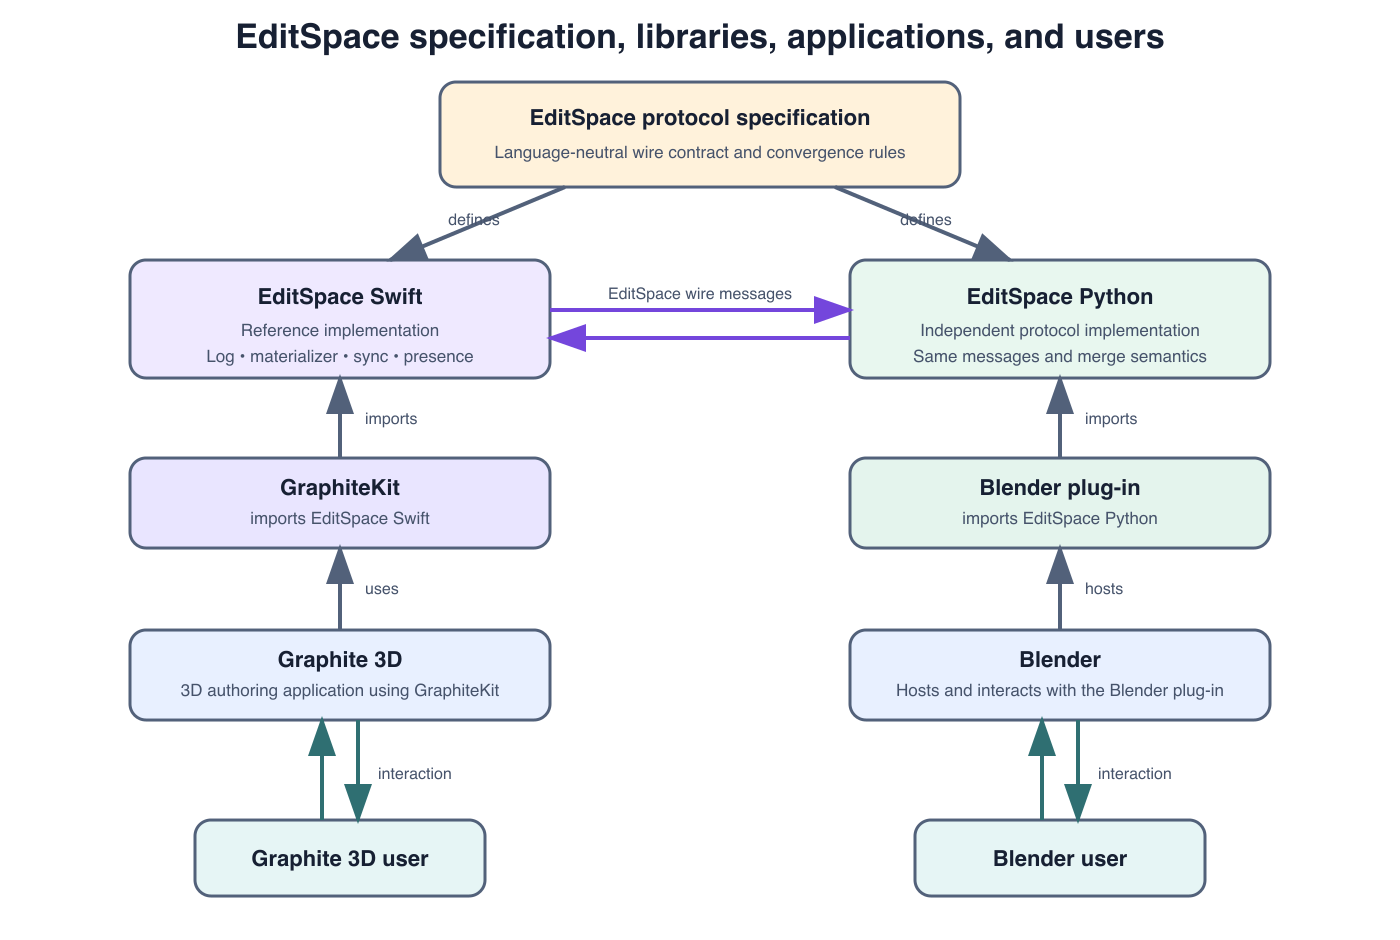 EditSpace specification, libraries, applications, and users
EditSpace protocol specification
Language-neutral wire contract and convergence rules
defines
defines
EditSpace Swift
Reference implementation
Log • materializer • sync • presence
EditSpace wire messages
EditSpace Python
Independent protocol implementation
Same messages and merge semantics
imports
imports
GraphiteKit
imports EditSpace Swift
Blender plug-in
imports EditSpace Python
uses
hosts
Graphite 3D
3D authoring application using GraphiteKit
Blender
Hosts and interacts with the Blender plug-in
interaction
interaction
Graphite 3D user
Blender user